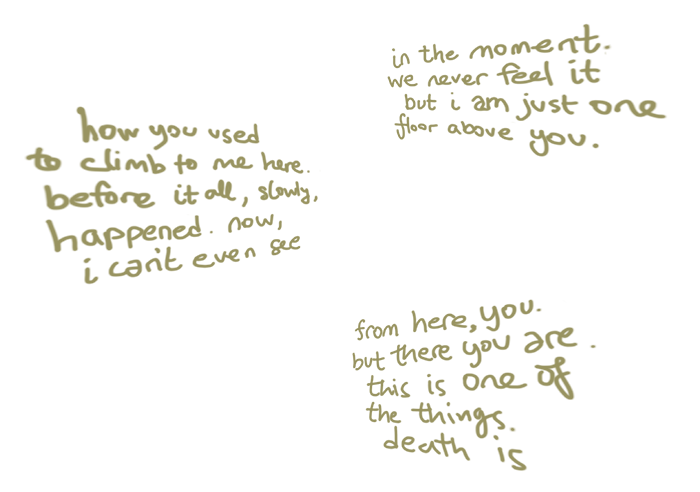 in the moment.
we never feel it
but i am just one
floor above you.
how you used
to climb to me here.
before it all, slowly,
happened. now,
i can't even see
from here, you.
but there you are.
this is one of
the things.
death is